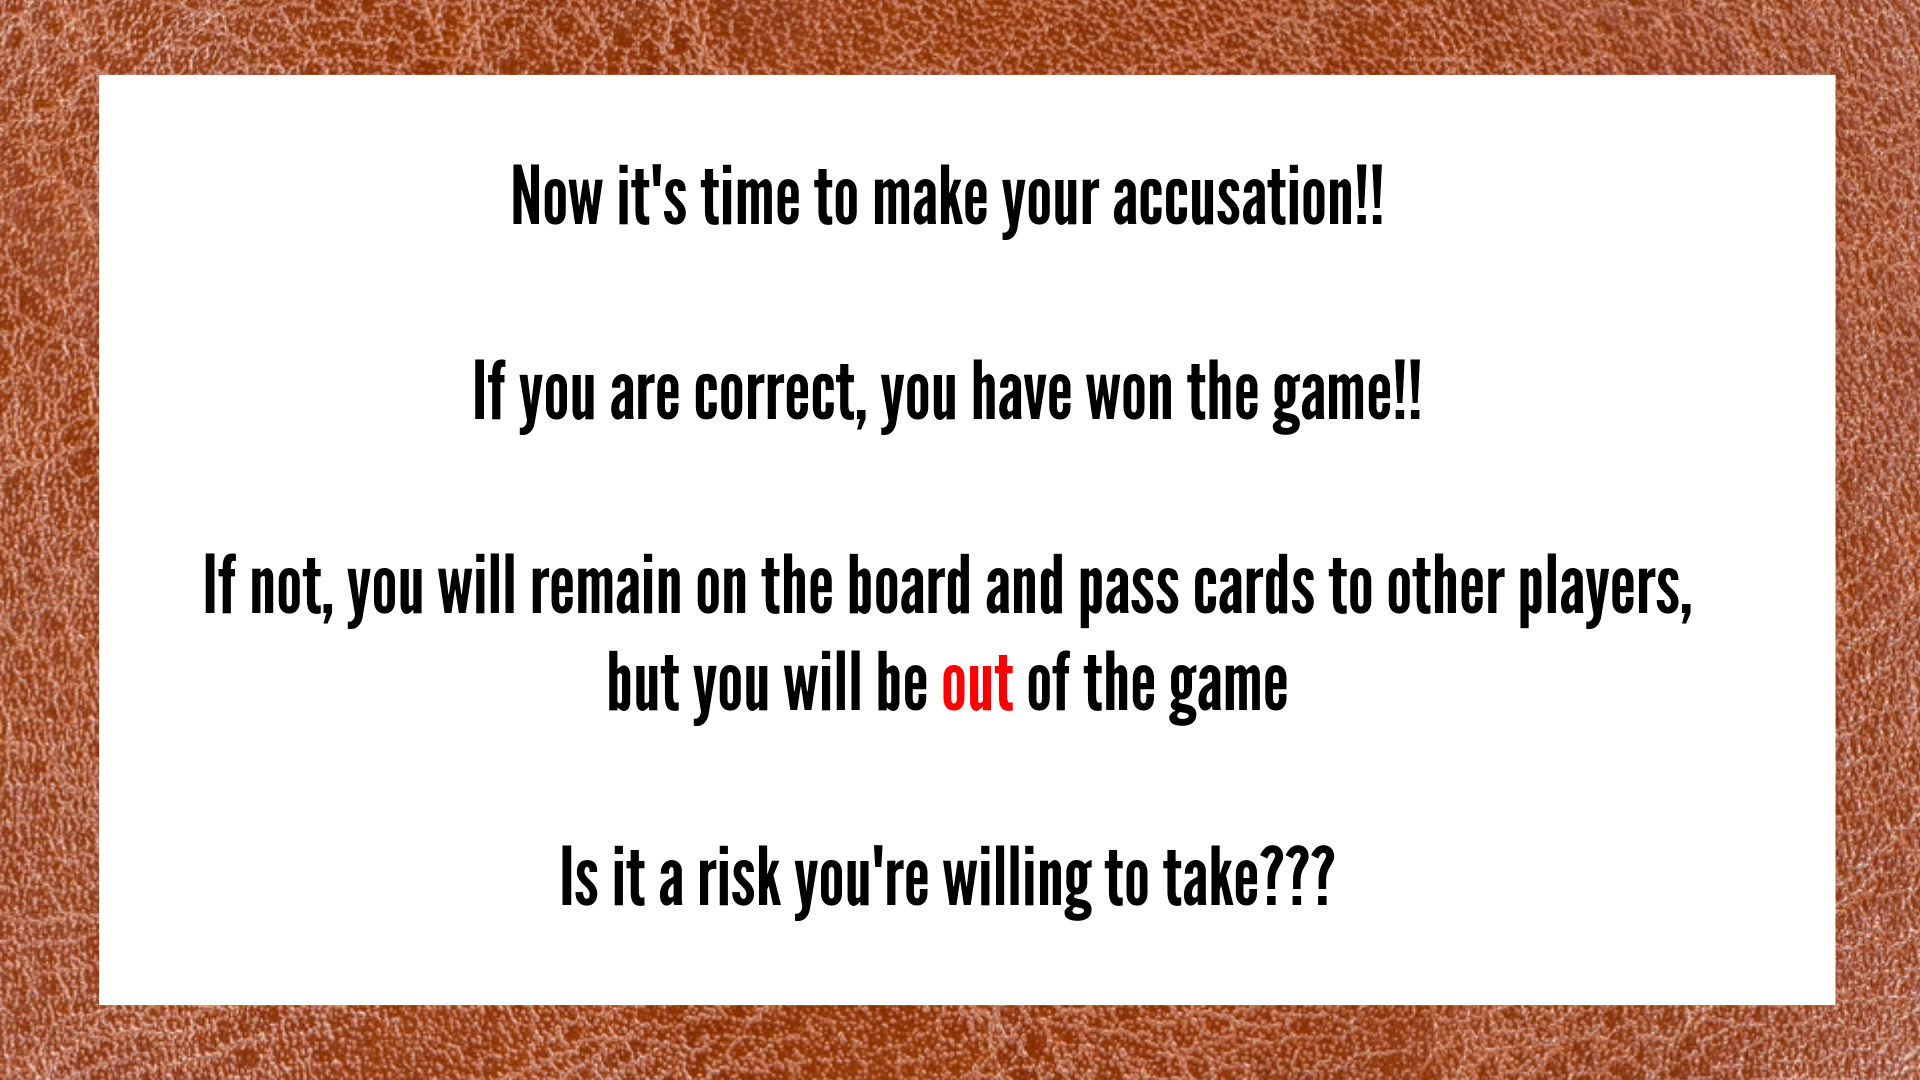 Now it's time to make your accusation!!
If you are correct, you have won the game!!
If not, you will remain on the board and pass cards to other players,
but you will be out of the game
Is it a risk you're willing to take???